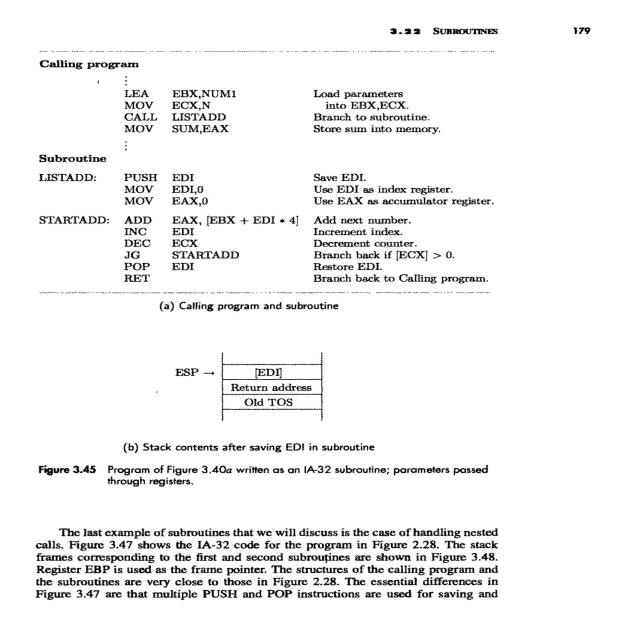 3.22 SUBROUTINES 179
Calling program
⋮
LEA EBX,NUM1 Load parameters
MOV ECX,N into EBX,ECX.
CALL LISTADD Branch to subroutine.
MOV SUM,EAX Store sum into memory.
⋮
Subroutine
LISTADD: PUSH EDI Save EDI.
MOV EDI,0 Use EDI as index register.
MOV EAX,0 Use EAX as accumulator register.
STARTADD: ADD EAX, [EBX + EDI * 4] Add next number.
INC EDI Increment index.
DEC ECX Decrement counter.
JG STARTADD Branch back if [ECX] > 0.
POP EDI Restore EDI.
RET Branch back to Calling program.
(a) Calling program and subroutine
ESP → [EDI]
Return address
Old TOS
(b) Stack contents after saving EDI in subroutine
Figure 3.45 Program of Figure 3.40a written as an IA-32 subroutine; parameters passed
through registers.
The last example of subroutines that we will discuss is the case of handling nested
calls. Figure 3.47 shows the IA-32 code for the program in Figure 2.28. The stack
frames corresponding to the first and second subroutines are shown in Figure 3.48.
Register EBP is used as the frame pointer. The structures of the calling program and
the subroutines are very close to those in Figure 2.28. The essential differences in
Figure 3.47 are that multiple PUSH and POP instructions are used for saving and